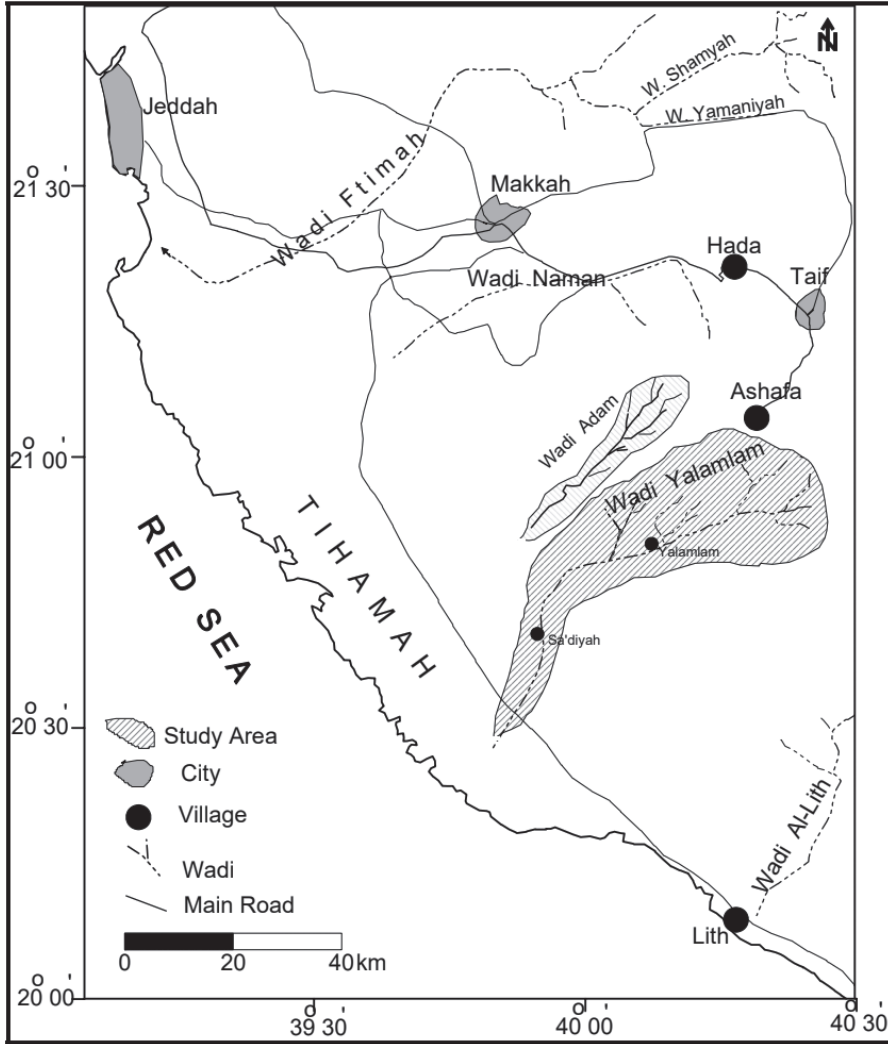 N
W. Shamyah
Jeddah
W. Yamaniyah
21° 30'
Wadi Ftimah
Makkah
Hada
Wadi Naman
Taif
Ashafa
Wadi Adam
21° 00'
Wadi Yalamlam
TIHAMAH
RED SEA
Yalamlam
Sa'diyah
20° 30'
Study Area
City
Village
Wadi
Wadi Al-Lith
Main Road
Lith
0 20 40 km
20° 00'
39° 30' 40° 00' 40° 30'